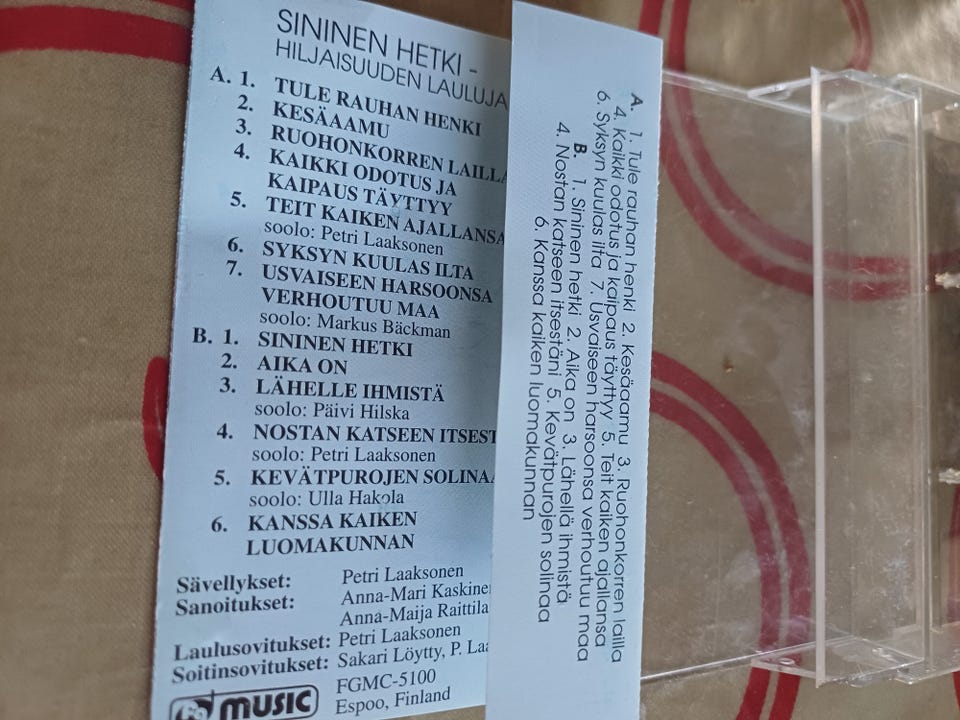 SININEN HETKI -
HILJAISUUDEN LAULUJA
A. 1. TULE RAUHAN HENKI
2. KESÄAAMU
3. RUOHONKORREN LAILLA
4. KAIKKI ODOTUS JA
KAIPAUS TÄYTTYY
5. TEIT KAIKEN AJALLANSA
soolo: Petri Laaksonen
6. SYKSYN KUULAS ILTA
7. USVAISEEN HARSOONSA
VERHOUTUU MAA
soolo: Markus Bäckman
B. 1. SININEN HETKI
2. AIKA ON
3. LÄHELLE IHMISTÄ
soolo: Päivi Hilska
4. NOSTAN KATSEEN ITSEST
soolo: Petri Laaksonen
5. KEVÄTPUROJEN SOLINAA
soolo: Ulla Hakola
6. KANSSA KAIKEN
LUOMAKUNNAN
Sävellykset: Petri Laaksonen
Sanoitukset: Anna-Mari Kaskine
Anna-Maija Raittila
Laulusovitukset: Petri Laaksonen
Soitinsovitukset: Sakari Löytty, P. Laa
MUSIC
FGMC-5100
Espoo, Finland
A. 1. Tule rauhan henki 2. Kesäaamu 3. Ruohonkorren lailla
4. Kaikki odotus ja kaipaus täyttyy 5. Teit kaiken ajallansa
6. Syksyn kuulas ilta 7. Usvaiseen harsoonsa verhoutuu maa
B. 1. Sininen hetki 2. Aika on 3. Lähellä ihmistä
4. Nostan katseen itsestäni 5. Kevätpurojen solinaa
6. Kanssa kaiken luomakunnan